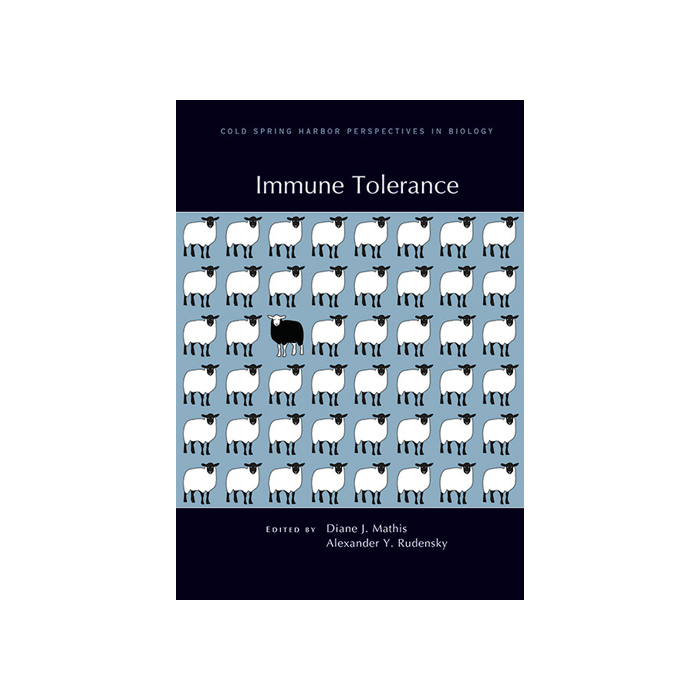 COLD SPRING HARBOR PERSPECTIVES IN BIOLOGY
Immune Tolerance
EDITED BY Diane J. Mathis
Alexander Y. Rudensky